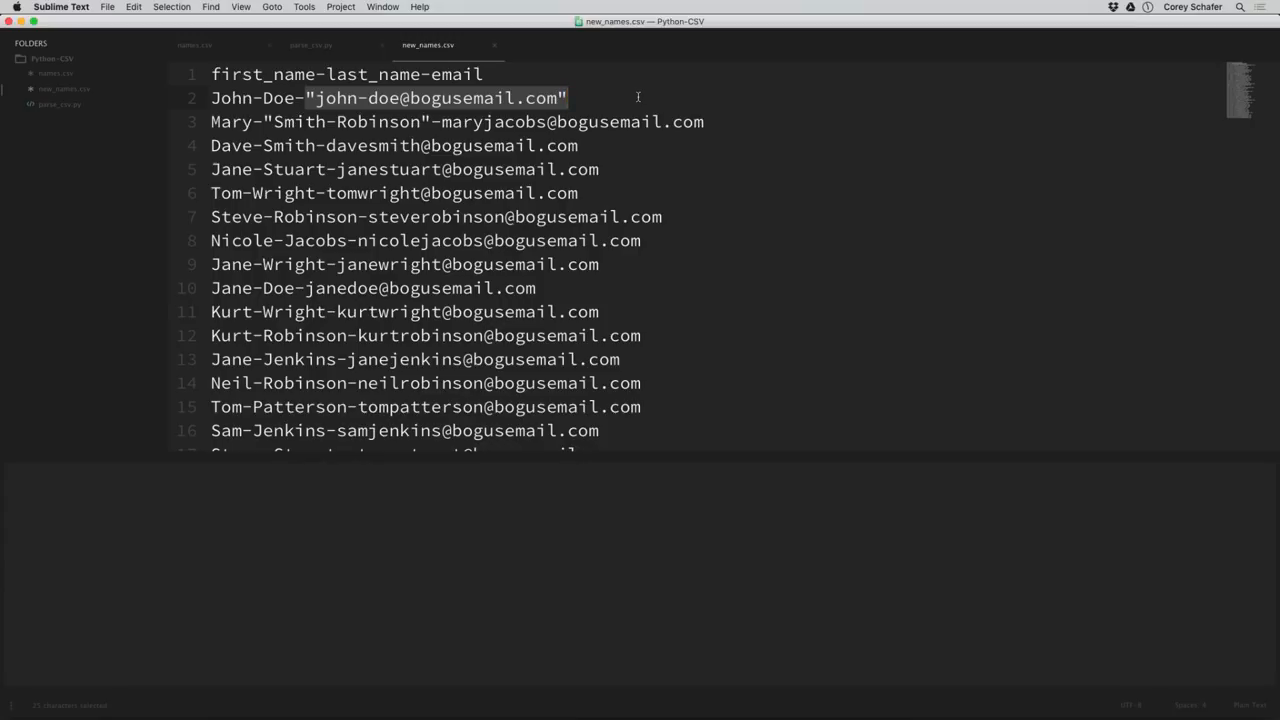 Sublime Text File Edit Selection Find View Goto Tools Project Window Help Corey Schafer
new_names.csv — Python-CSV
FOLDERS
Python-CSV
names.csv
new_names.csv
parse_csv.py
names.csv × parse_csv.py × new_names.csv ×
1 first_name-last_name-email
2 John-Doe-"john-doe@bogusemail.com"
3 Mary-"Smith-Robinson"-maryjacobs@bogusemail.com
4 Dave-Smith-davesmith@bogusemail.com
5 Jane-Stuart-janestuart@bogusemail.com
6 Tom-Wright-tomwright@bogusemail.com
7 Steve-Robinson-steverobinson@bogusemail.com
8 Nicole-Jacobs-nicolejacobs@bogusemail.com
9 Jane-Wright-janewright@bogusemail.com
10 Jane-Doe-janedoe@bogusemail.com
11 Kurt-Wright-kurtwright@bogusemail.com
12 Kurt-Robinson-kurtrobinson@bogusemail.com
13 Jane-Jenkins-janejenkins@bogusemail.com
14 Neil-Robinson-neilrobinson@bogusemail.com
15 Tom-Patterson-tompatterson@bogusemail.com
16 Sam-Jenkins-samjenkins@bogusemail.com
25 characters selected UTF-8 Plain Text